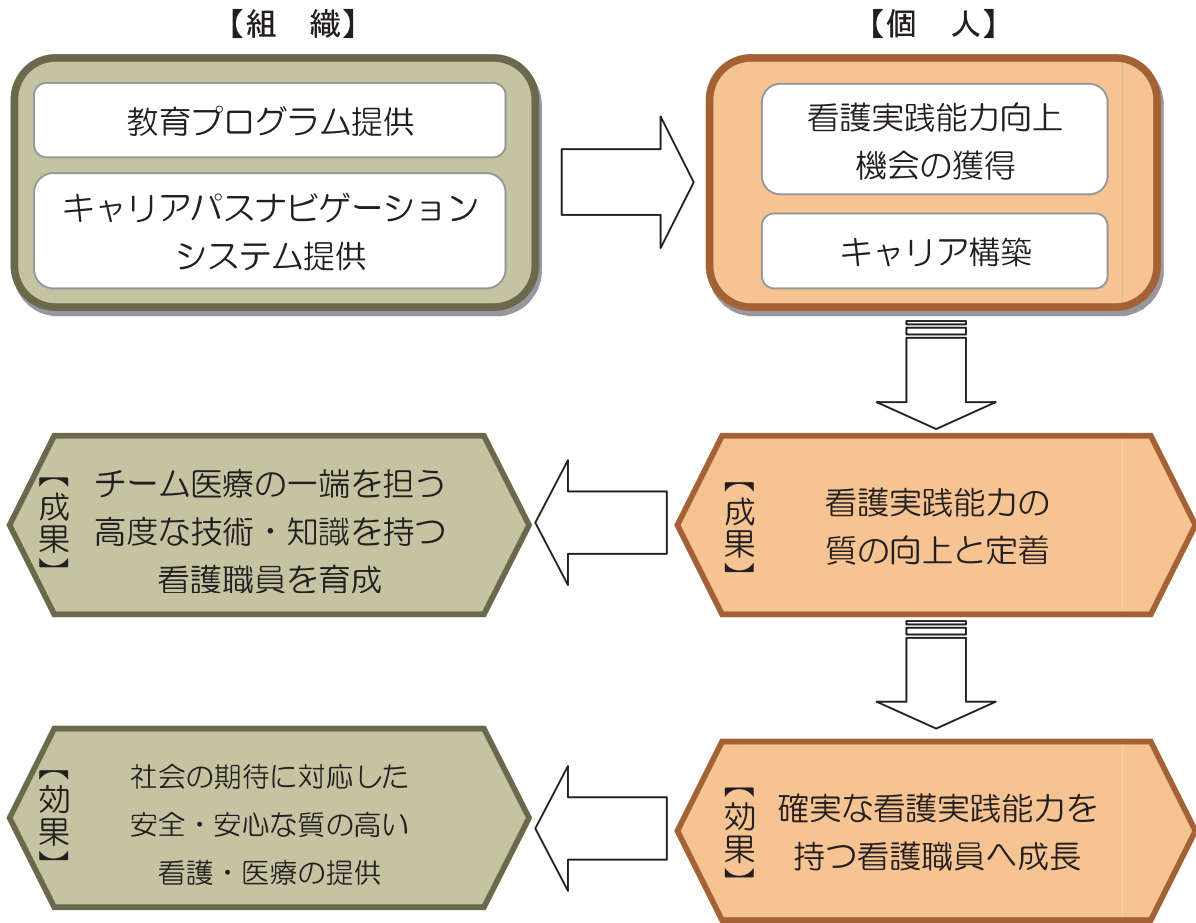 【組　織】
教育プログラム提供
キャリアパスナビゲーション
システム提供
【個　人】
看護実践能力向上
機会の獲得
キャリア構築
【成果】
チーム医療の一端を担う
高度な技術・知識を持つ
看護職員を育成
【成果】
看護実践能力の
質の向上と定着
【効果】
社会の期待に対応した
安全・安心な質の高い
看護・医療の提供
【効果】
確実な看護実践能力を
持つ看護職員へ成長